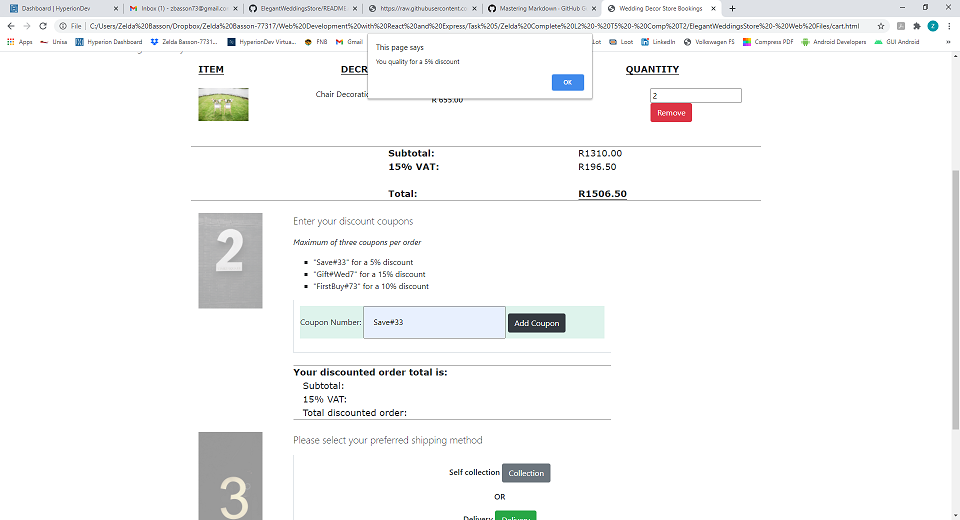 Dashboard | HyperionDev
Inbox (1) - zbasson73@gmail.co
ElegantWeddingsStore/README.
https://raw.githubusercontent.co
Mastering Markdown · GitHub G
Wedding Decor Store Bookings
File | C:/Users/Zelda%20Basson/Dropbox/Zelda%20Basson-77317/Web%20Development%20with%20React%20and%20Express/Task%205/Zelda%20Complete%20L2%20-%20T5%20-%20Comp%20T2/ElegantWeddingsStore%20-%20Web%20Files/cart.html
Z
Apps
Unisa
Hyperion Dashboard
Zelda Basson-7731...
HyperionDev Virtua...
FNB
Gmail
Lot
Loot
LinkedIn
Volkswagen FS
Compress PDF
Android Developers
GUI Android
»
This page says
You quality for a 5% discount
OK
ITEM
DECR
QUANTITY
Chair Decoratio
R 655.00
2
Remove
Subtotal:
R1310.00
15% VAT:
R196.50
Total:
R1506.50
2
Enter your discount coupons
Maximum of three coupons per order
"Save#33" for a 5% discount
"Gift#Wed7" for a 15% discount
"FirstBuy#73" for a 10% discount
Coupon Number:
Save#33
Add Coupon
Your discounted order total is:
Subtotal:
15% VAT:
Total discounted order:
3
Please select your preferred shipping method
Self collection
Collection
OR
Delivery
Delivery